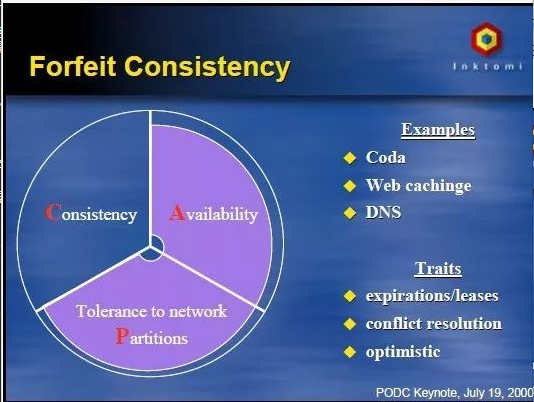 Forfeit Consistency
Inktomi
Consistency
Availability
Tolerance to network
Partitions
Examples
Coda
Web cachinge
DNS
Traits
expirations/leases
conflict resolution
optimistic
PODC Keynote, July 19, 2000